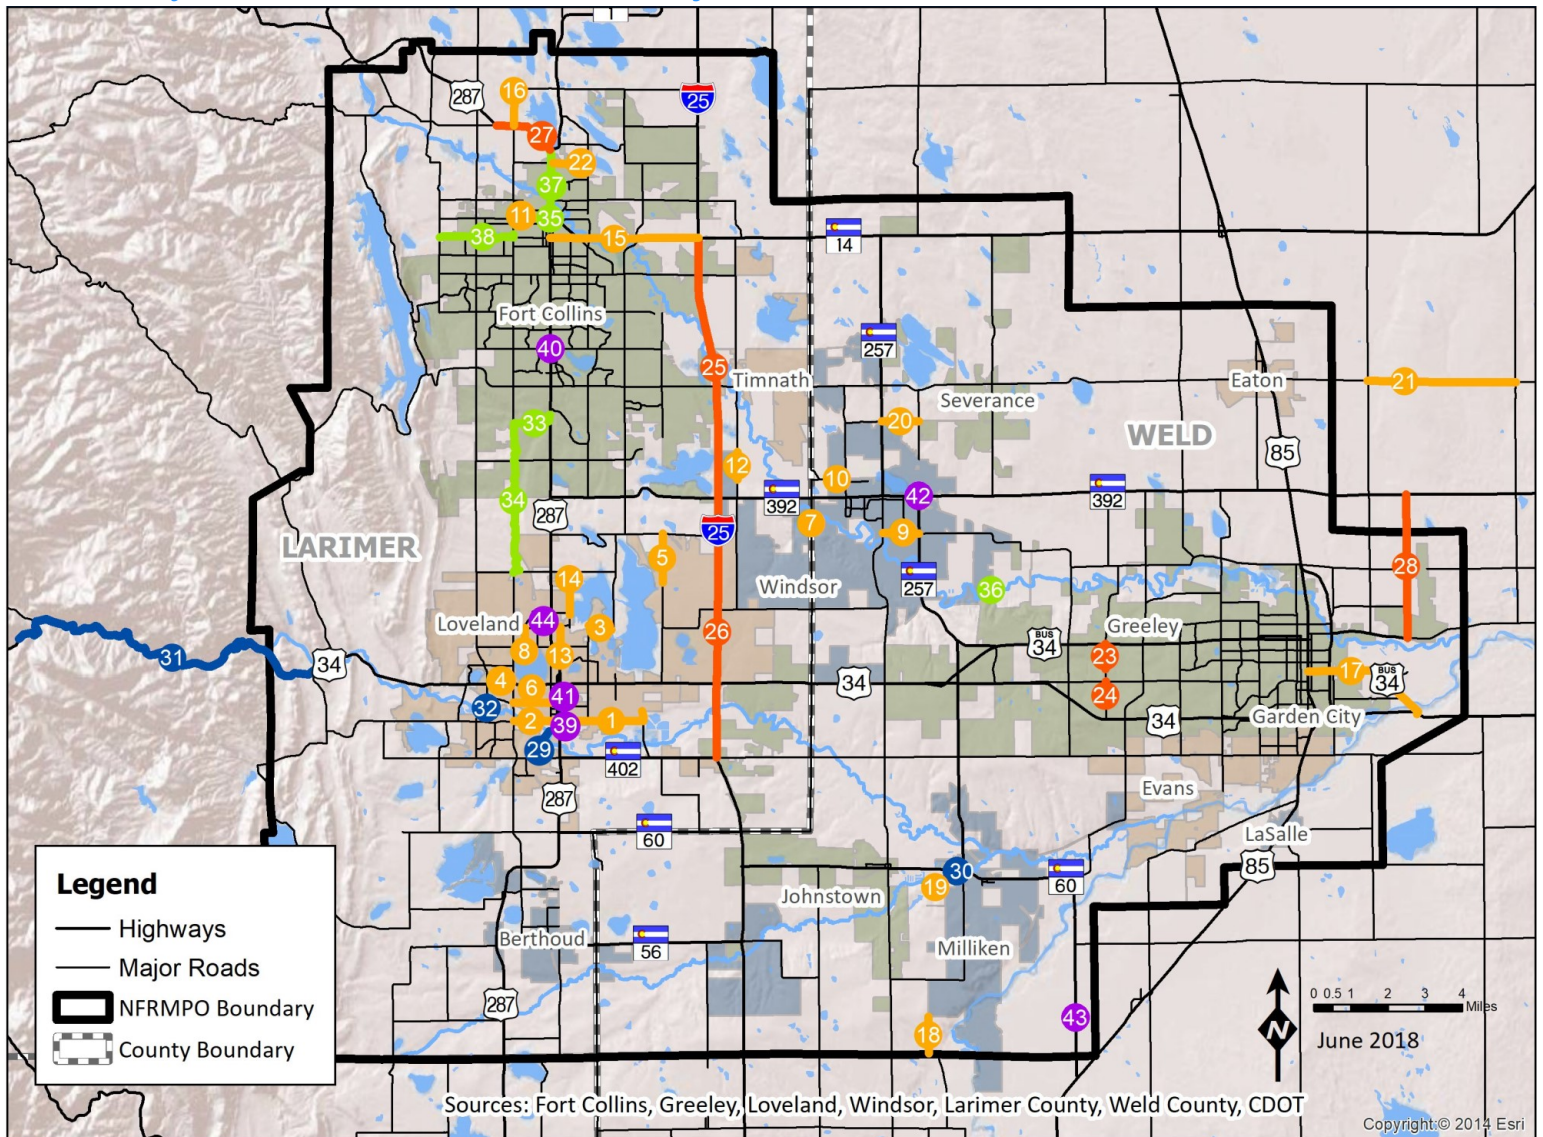 1
287
16
25
27
22
37
11
35
38
15
14
Fort Collins
257
40
25
Timnath
Eaton
21
Severance
33
20
WELD
85
12
10
34
392
42
392
287
7
25
9
LARIMER
5
28
14
257
Windsor
36
Loveland
44
3
26
Greeley
BUS
34
8
13
23
31
34
4
6
41
34
24
17
BUS
34
32
2
39
1
34
Garden City
29
402
Evans
287
60
LaSalle
85
30
60
19
Johnstown
Berthoud
56
Milliken
287
43
18
Legend
Highways
Major Roads
NFRMPO Boundary
County Boundary
0 0.5 1 2 3 4
Miles
N
June 2018
Sources: Fort Collins, Greeley, Loveland, Windsor, Larimer County, Weld County, CDOT
Copyright:© 2014 Esri